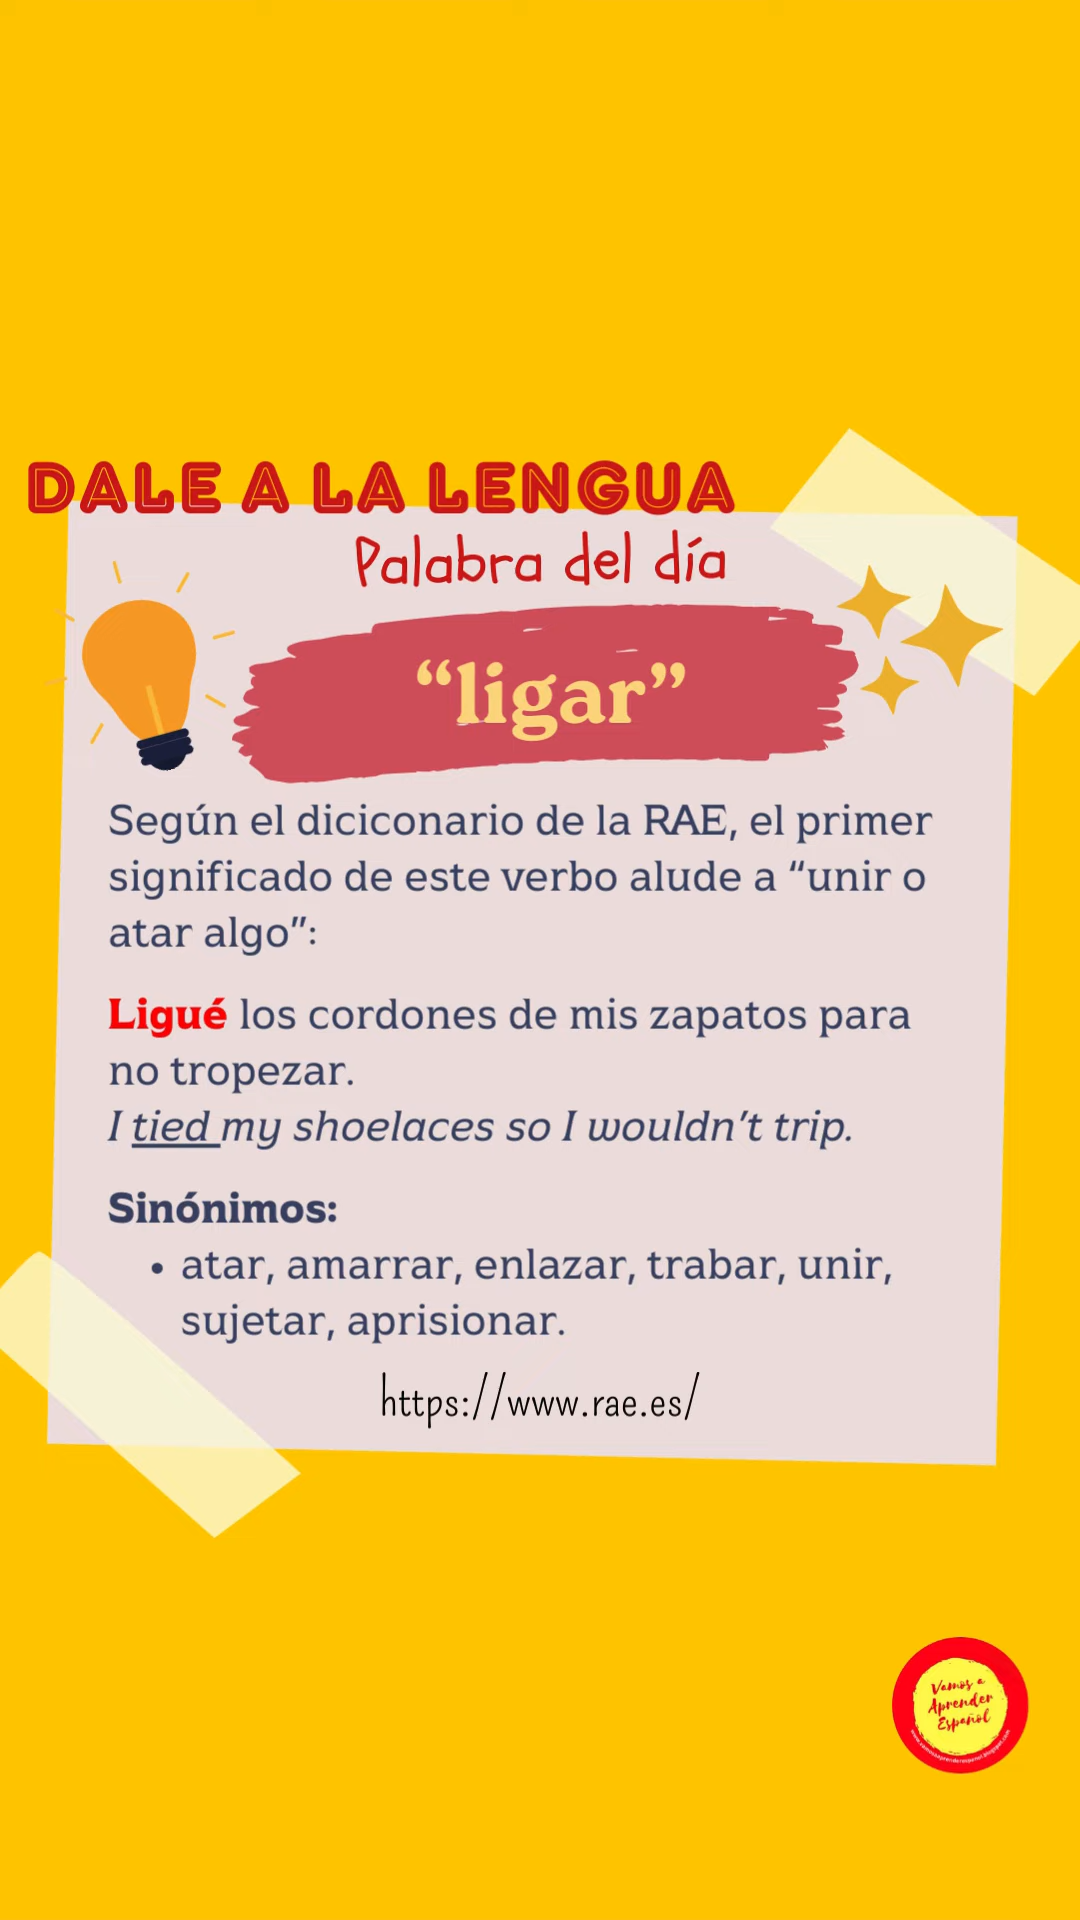 DALE A LA LENGUA
Palabra del día
“ligar”
Según el diciconario de la RAE, el primer
significado de este verbo alude a “unir o
atar algo”:
Ligué los cordones de mis zapatos para
no tropezar.
I tied my shoelaces so I wouldn’t trip.
Sinónimos:
• atar, amarrar, enlazar, trabar, unir,
sujetar, aprisionar.
https://www.rae.es/
Vamos a
Aprender
Español